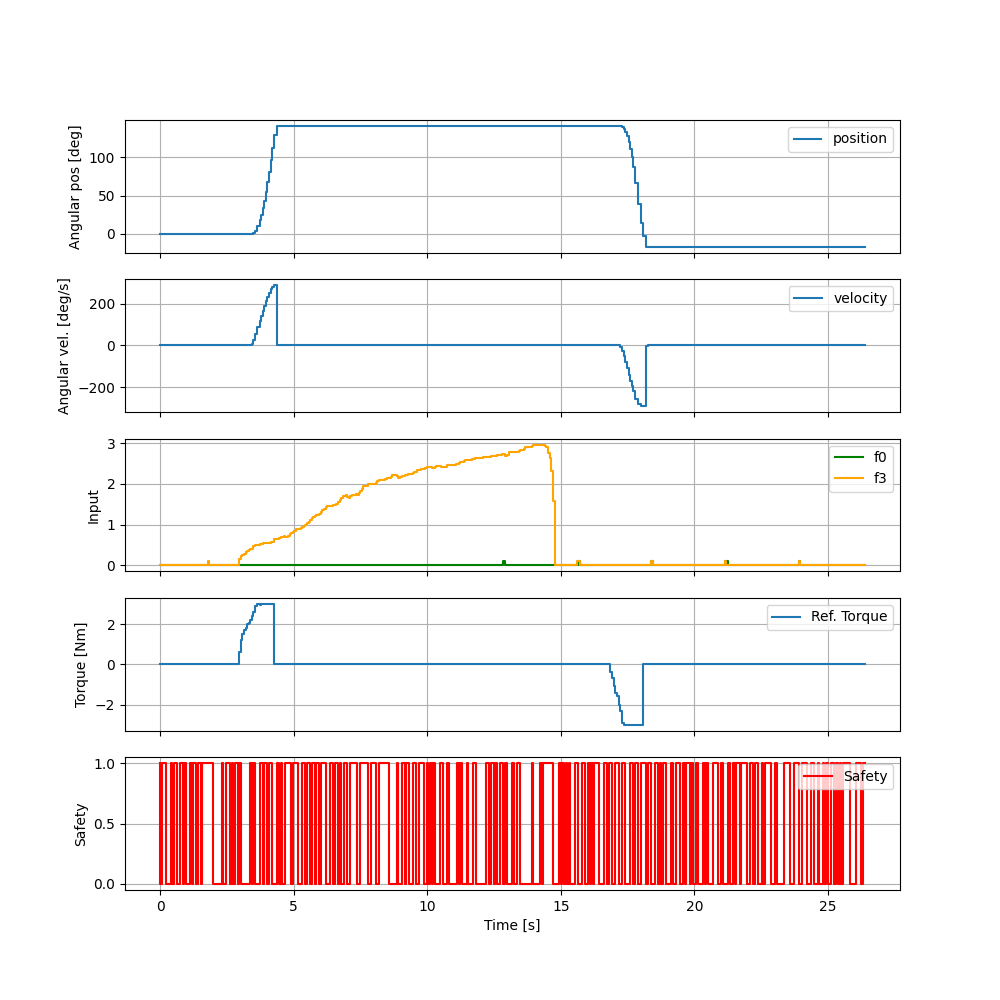 Angular pos [deg]
100
50
0
position
Angular vel. [deg/s]
200
0
−200
velocity
Input
3
2
1
0
f0
f3
Torque [Nm]
2
0
−2
Ref. Torque
Safety
1.0
0.5
0.0
Safety
0 5 10 15 20 25
Time [s]